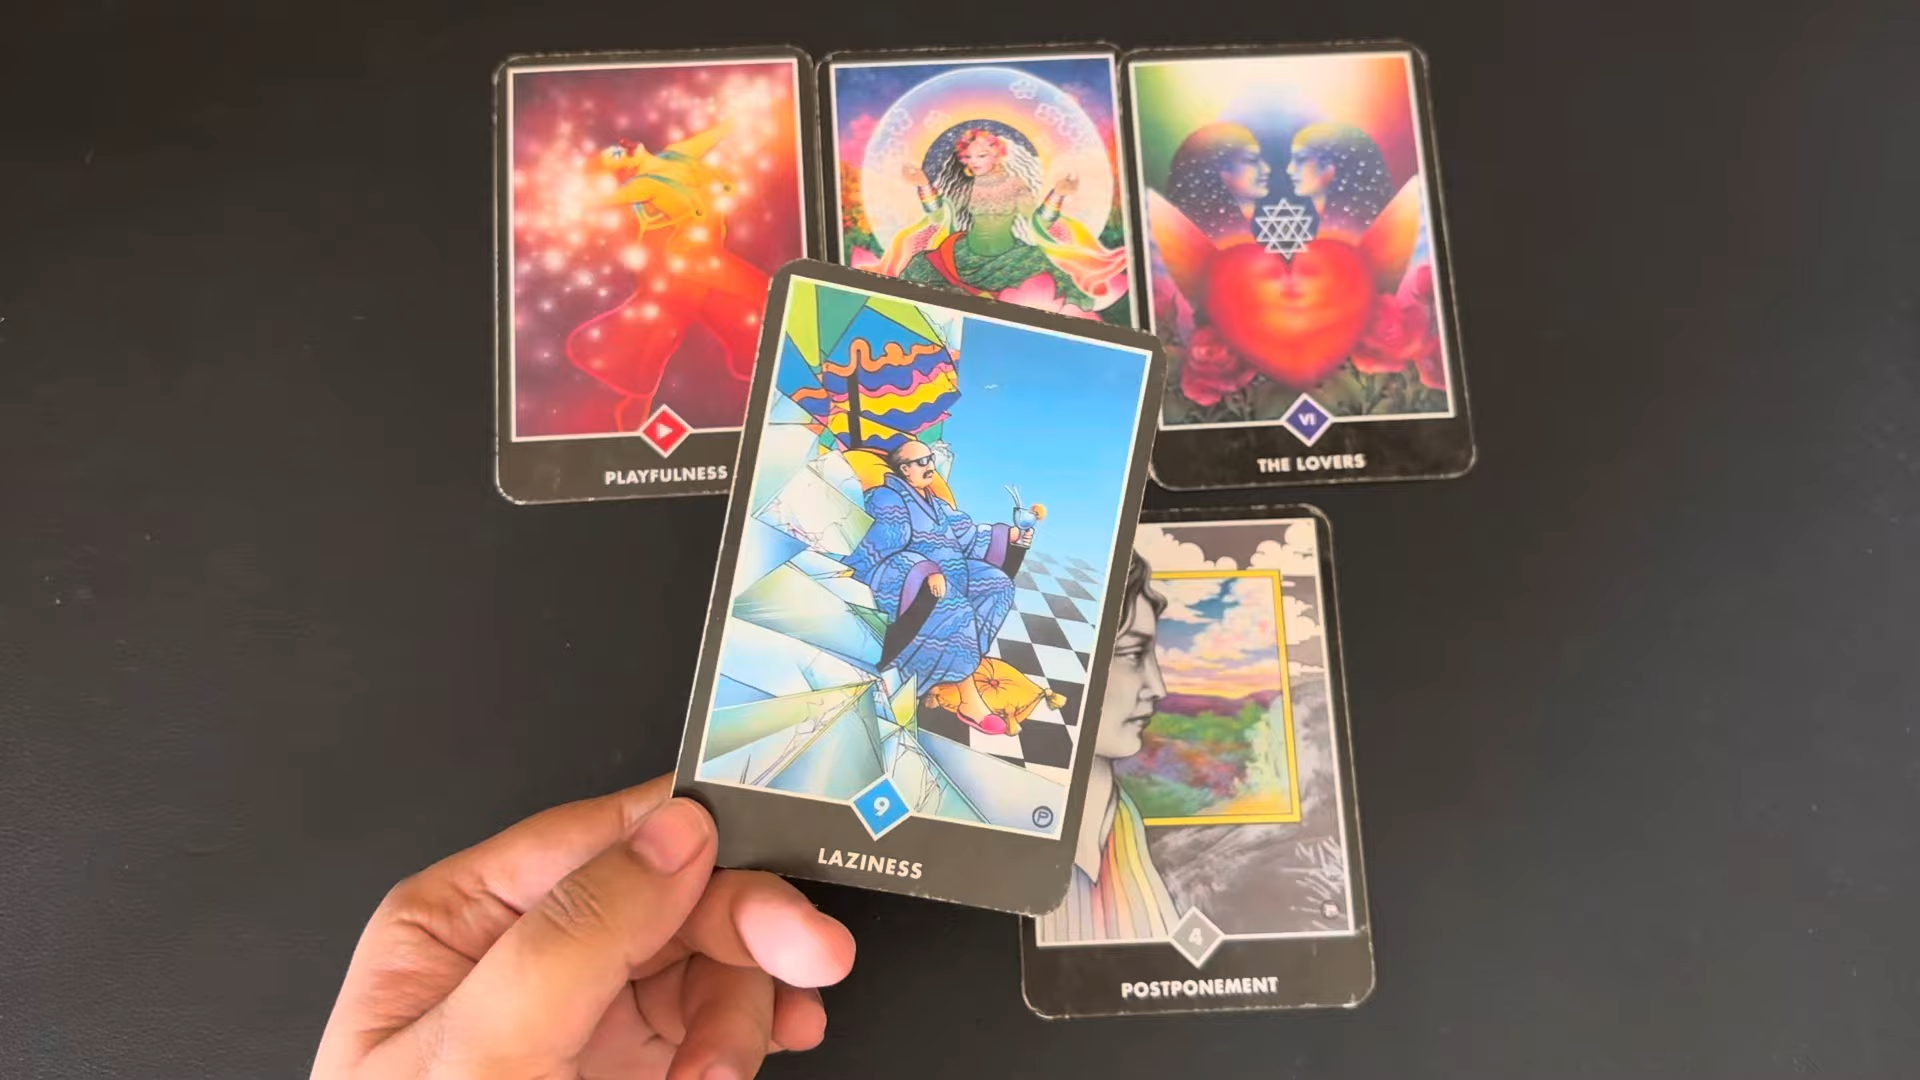 PLAYFULNESS
VI
THE LOVERS
9
P
LAZINESS
4
P
POSTPONEMENT